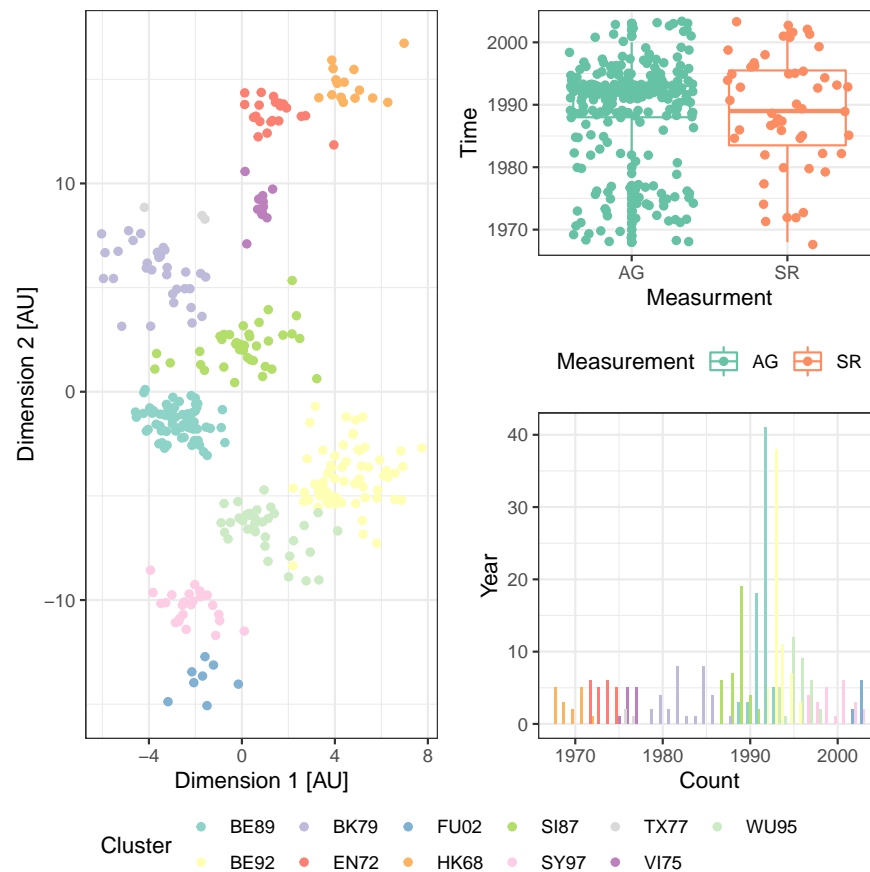 10
0
−10
Dimension 2 [AU]
−4 0 4 8
Dimension 1 [AU]
2000
1990
1980
1970
Time
AG SR
Measurment
Measurement AG SR
40
30
20
10
0
Year
1970 1980 1990 2000
Count
Cluster
BE89 BK79 FU02 SI87 TX77 WU95
BE92 EN72 HK68 SY97 VI75